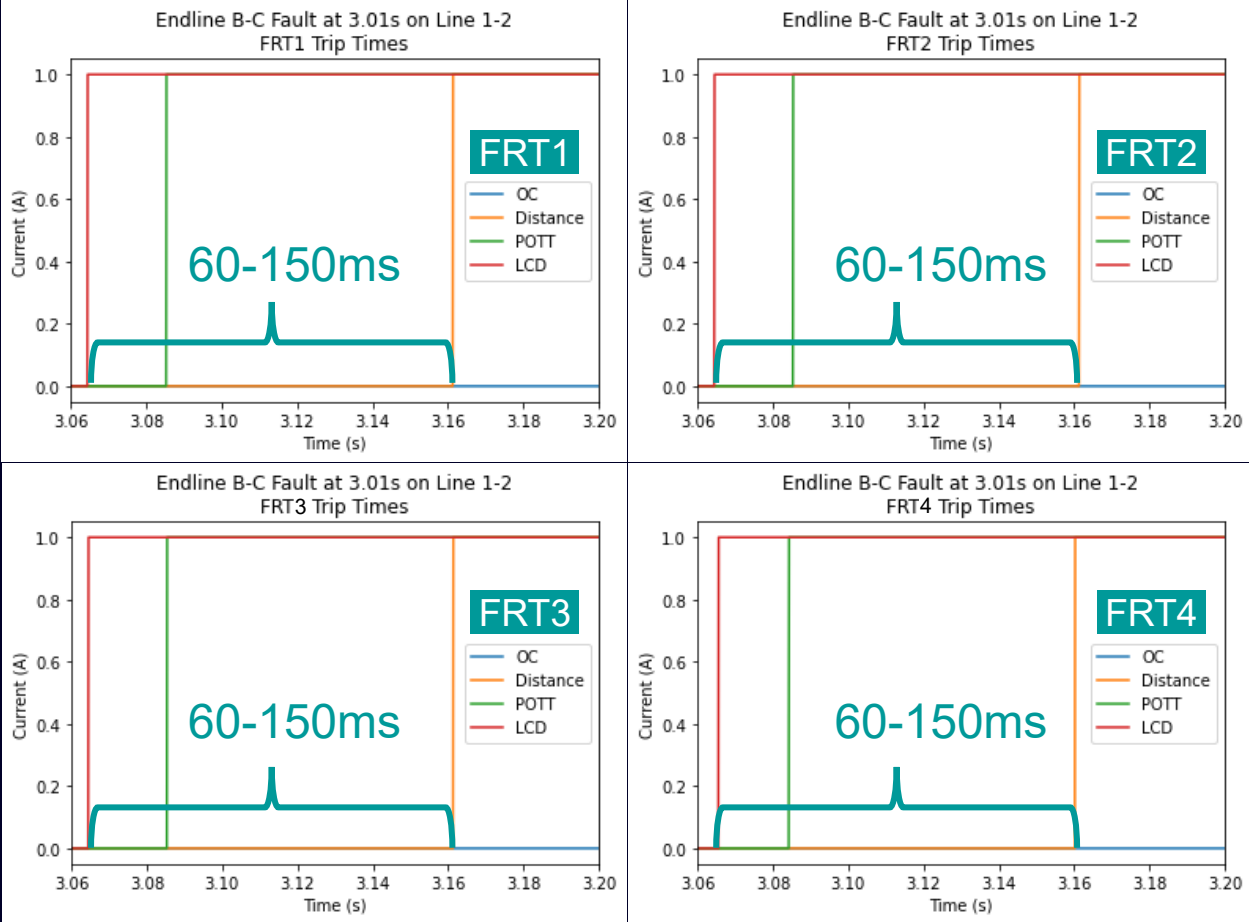 Endline B-C Fault at 3.01s on Line 1-2
FRT1 Trip Times
1.0
0.8
0.6
0.4
0.2
0.0
Current (A)
FRT1
OC
Distance
POTT
LCD
60-150ms
3.06 3.08 3.10 3.12 3.14 3.16 3.18 3.20
Time (s)
Endline B-C Fault at 3.01s on Line 1-2
FRT2 Trip Times
1.0
0.8
0.6
0.4
0.2
0.0
Current (A)
FRT2
OC
Distance
POTT
LCD
60-150ms
3.06 3.08 3.10 3.12 3.14 3.16 3.18 3.20
Time (s)
Endline B-C Fault at 3.01s on Line 1-2
FRT3 Trip Times
1.0
0.8
0.6
0.4
0.2
0.0
Current (A)
FRT3
OC
Distance
POTT
LCD
60-150ms
3.06 3.08 3.10 3.12 3.14 3.16 3.18 3.20
Time (s)
Endline B-C Fault at 3.01s on Line 1-2
FRT4 Trip Times
1.0
0.8
0.6
0.4
0.2
0.0
Current (A)
FRT4
OC
Distance
POTT
LCD
60-150ms
3.06 3.08 3.10 3.12 3.14 3.16 3.18 3.20
Time (s)